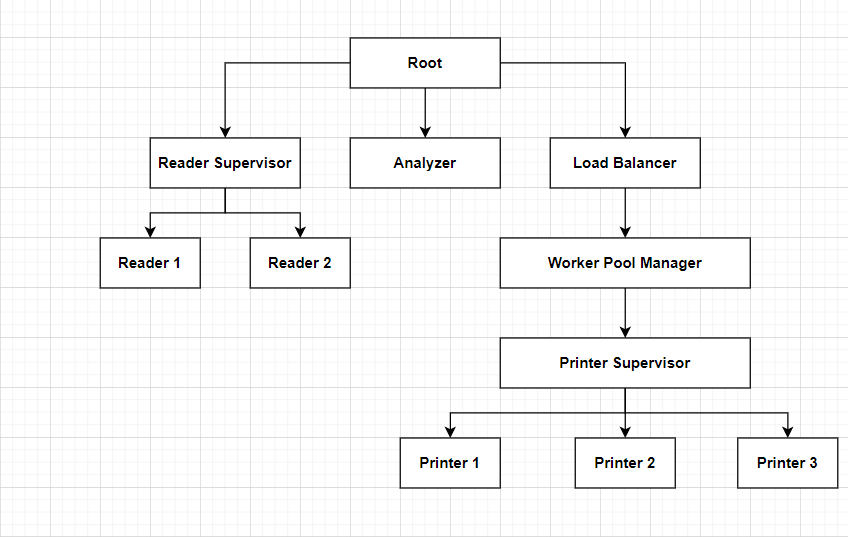 Root
Reader Supervisor
Analyzer
Load Balancer
Reader 1
Reader 2
Worker Pool Manager
Printer Supervisor
Printer 1
Printer 2
Printer 3